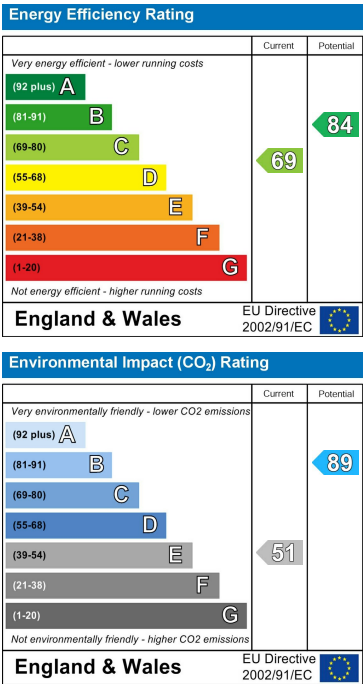 Energy Efficiency Rating
Current Potential
Very energy efficient - lower running costs
(92 plus) A
(81-91) B
84
(69-80) C
69
(55-68) D
(39-54) E
(21-38) F
(1-20) G
Not energy efficient - higher running costs
England & Wales
EU Directive
2002/91/EC
Environmental Impact (CO₂) Rating
Current Potential
Very environmentally friendly - lower CO2 emissions
(92 plus) A
(81-91) B
89
(69-80) C
(55-68) D
(39-54) E
51
(21-38) F
(1-20) G
Not environmentally friendly - higher CO2 emissions
England & Wales
EU Directive
2002/91/EC